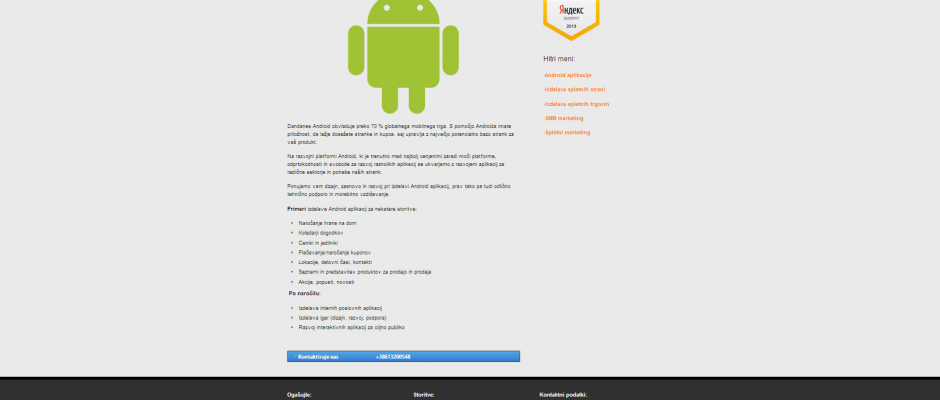 Яндекс
директ
2013
Hitri meni:
-Android aplikacije
-Izdelava spletnih strani
-Izdelava spletnih trgovin
-SMM marketing
-Spletni marketing
Dandanes Android obvladuje preko 70 % globalnega mobilnega trga. S pomočjo Androida imate
priložnost, da lažje dosežete stranke in kupce, saj upravlja z največjo potencialno bazo strank za
vaš produkt.
Na razvojni platformi Android, ki je trenutno med najbolj cenjenimi zaradi moči platforme,
odprtokodnosti in svobode za razvoj raznolikih aplikacij se ukvarjamo z razvojem aplikacij za
različne sektorje in potrebe naših strank.
Ponujamo vam dizajn, zasnovo in razvoj pri izdelavi Android aplikacij, prav tako pa tudi odlično
tehnično podporo in morebitno vzdrževanje.
Primeri izdelave Android aplikacij za nekatere storitve:
• Naročanje hrane na dom
• Koledarji dogodkov
• Ceniki in jedilniki
• Plačevanje/naročanje kuponov
• Lokacije, delovni časi, kontakti
• Seznami in predstavitev produktov za prodajo in prodaja
• Akcije, popusti, novosti
Po naročilu:
• Izdelava internih poslovnih aplikacij
• Izdelava iger (dizajn, razvoj, podpora)
• Razvoj interaktivnih aplikacij za ciljno publiko
Kontaktiraje nas +38613200548
Ogašujte: Storitve: Kontaktni podatki: